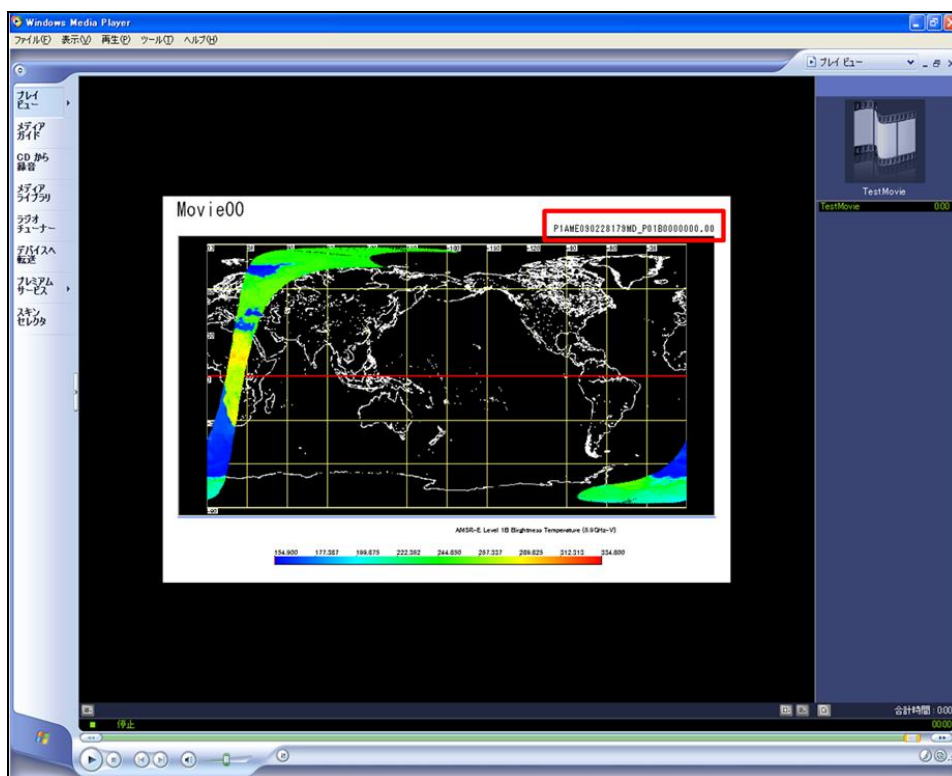 Windows Media Player
ファイル(F) 表示(V) 再生(P) ツール(T) ヘルプ(H)
プレイ ビュー
プレイ
ビュー
メディア
ガイド
CD から
録音
メディア
ライブラリ
ラジオ
チューナー
デバイスへ
転送
プレミアム
サービス
スキン
セレクタ
TestMovie
TestMovie 0:00
Movie00
P1AME090228179MD_P01B0000000.00
AMSR-E Level 1B Brightness Temperature (6.9GHz-V)
154.900 177.387 199.875 222.362 244.850 267.337 289.825 312.313 334.800
合計時間 : 0:00
停止
00:00